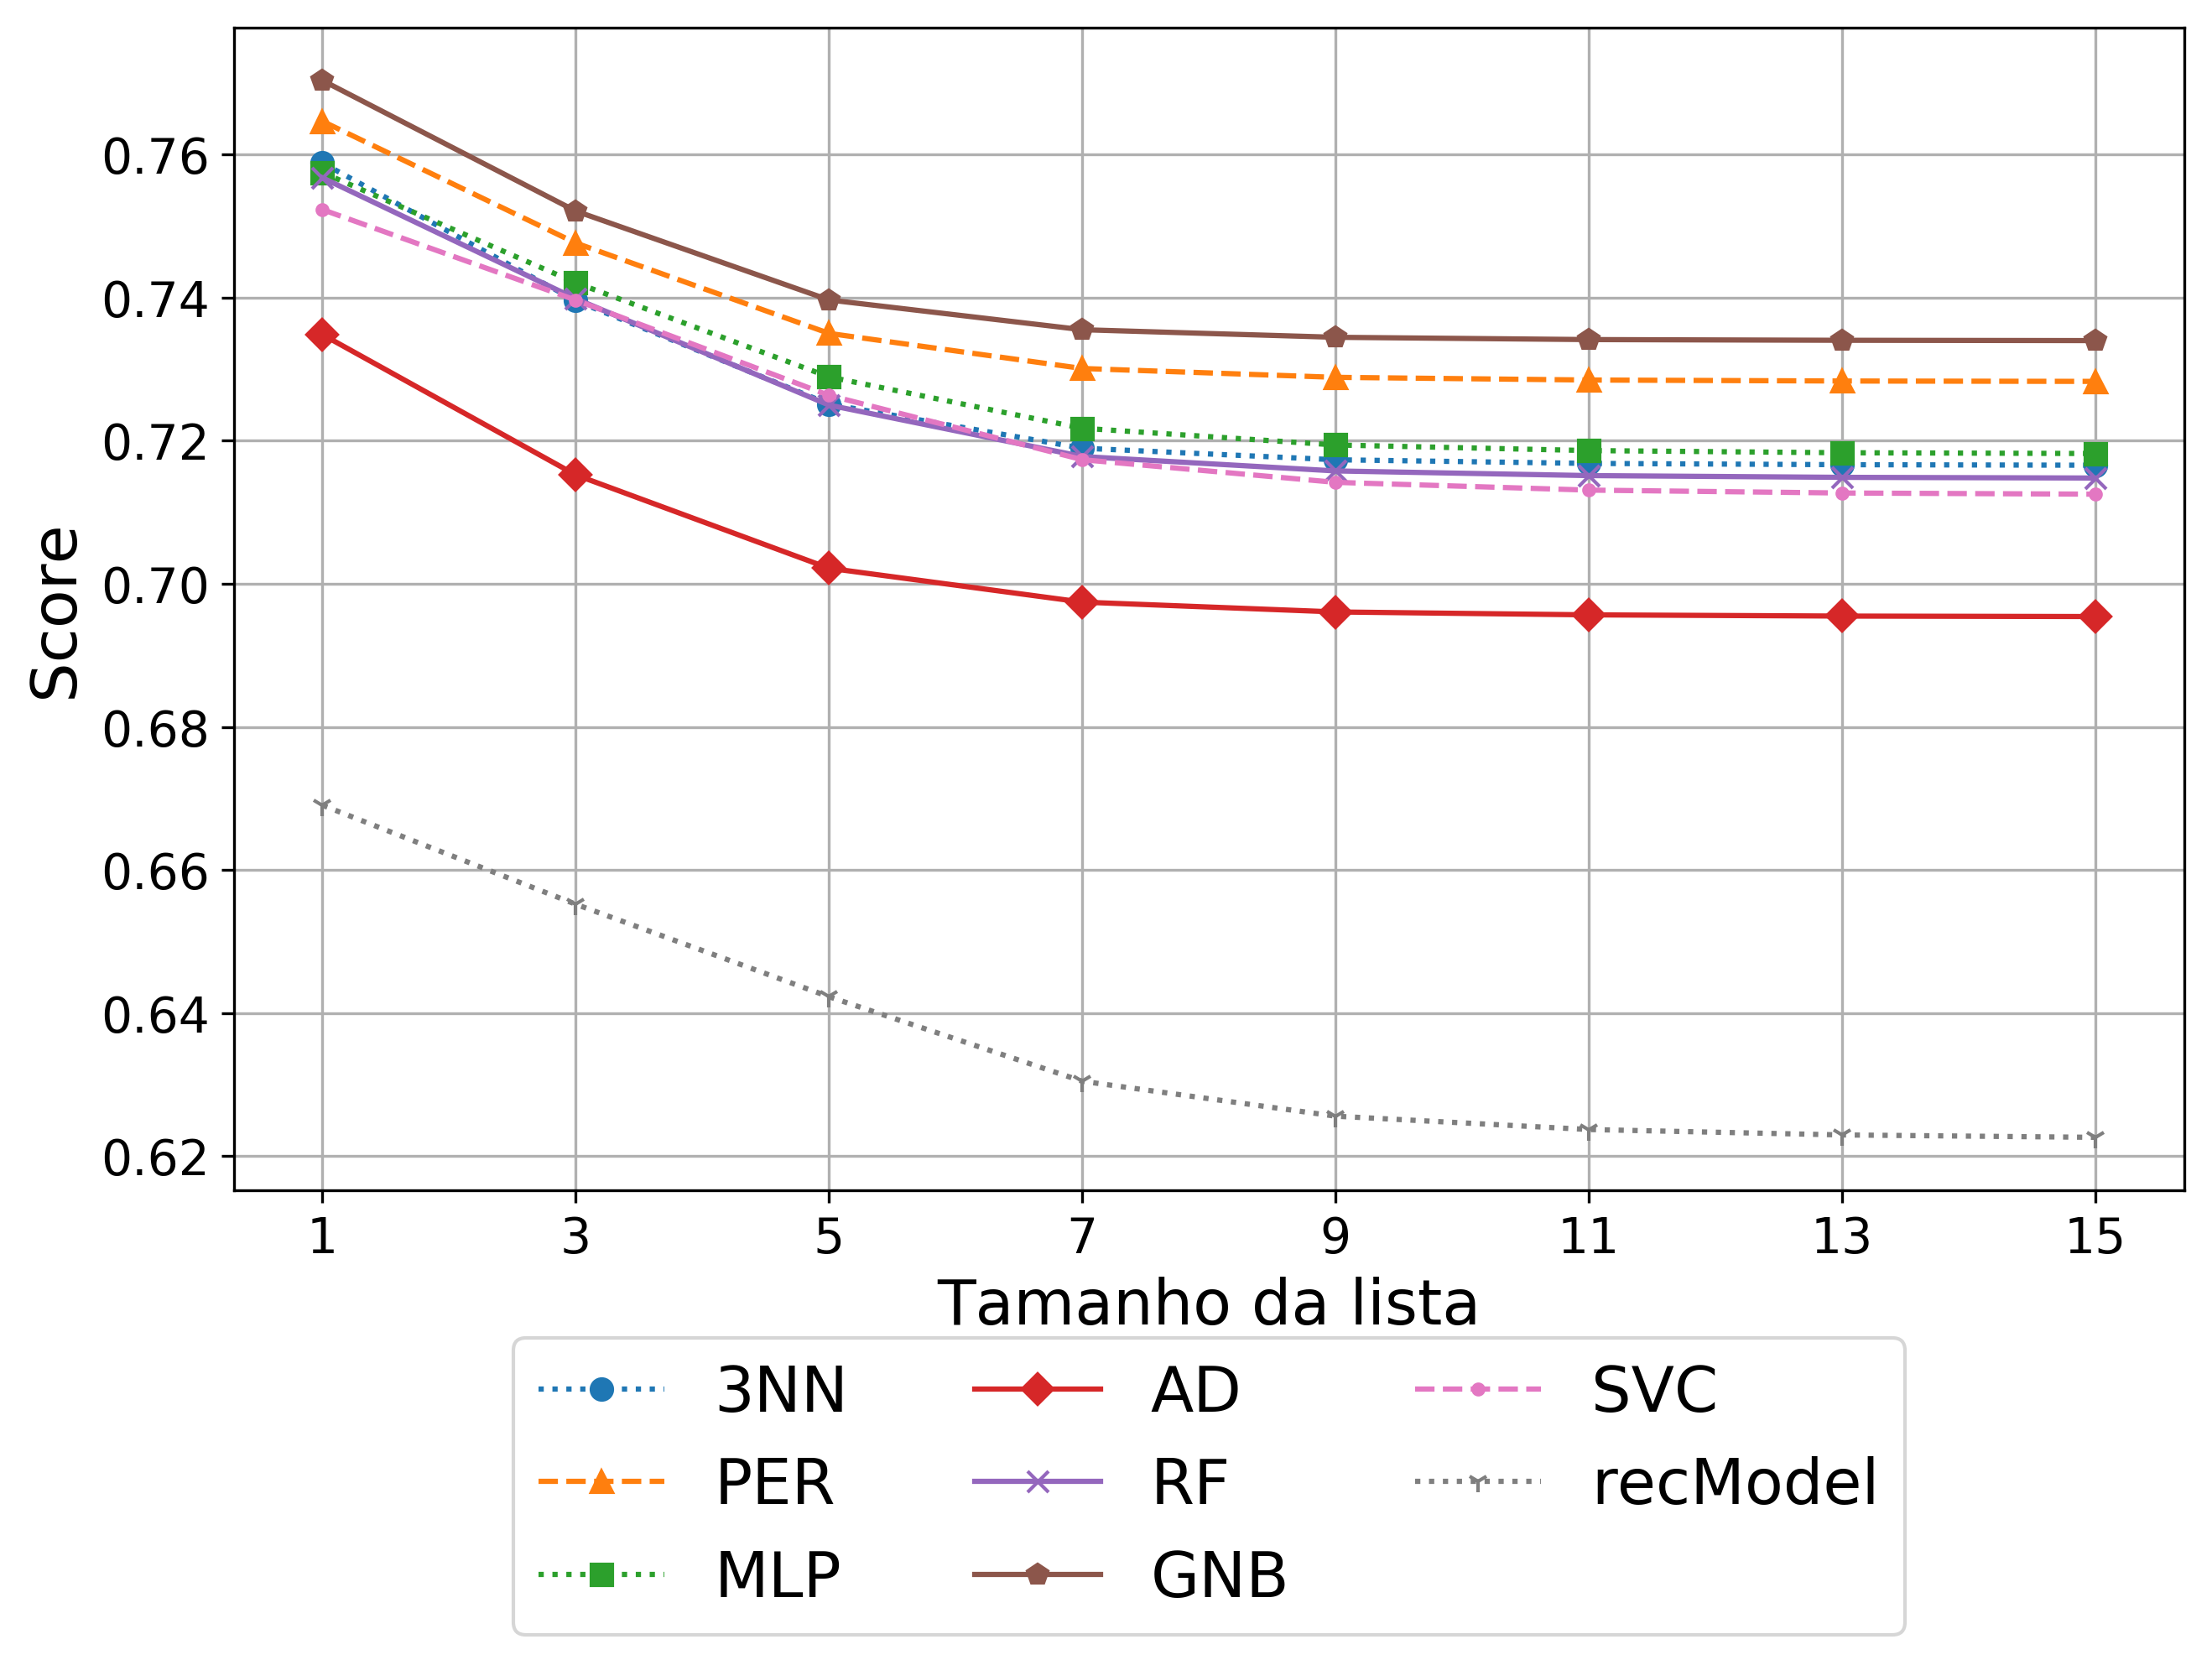 0.76
0.74
0.72
0.70
0.68
0.66
0.64
0.62
Score
1 3 5 7 9 11 13 15
Tamanho da lista
3NN AD SVC
PER RF recModel
MLP GNB